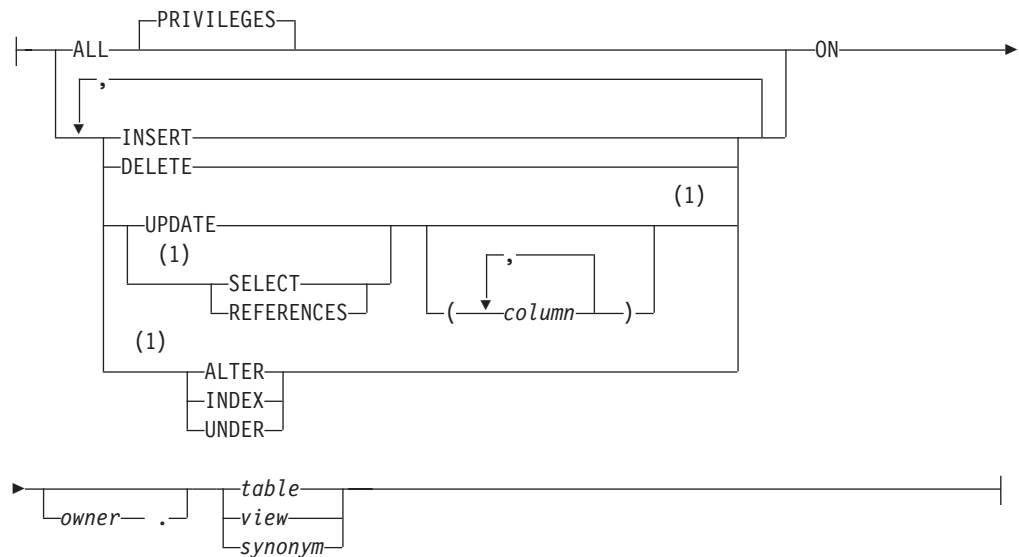 PRIVILEGES
ALL ON
,
INSERT
DELETE
(1)
UPDATE
(1)
,
SELECT
REFERENCES ( column )
(1)
ALTER
INDEX
UNDER
table
owner . view
synonym